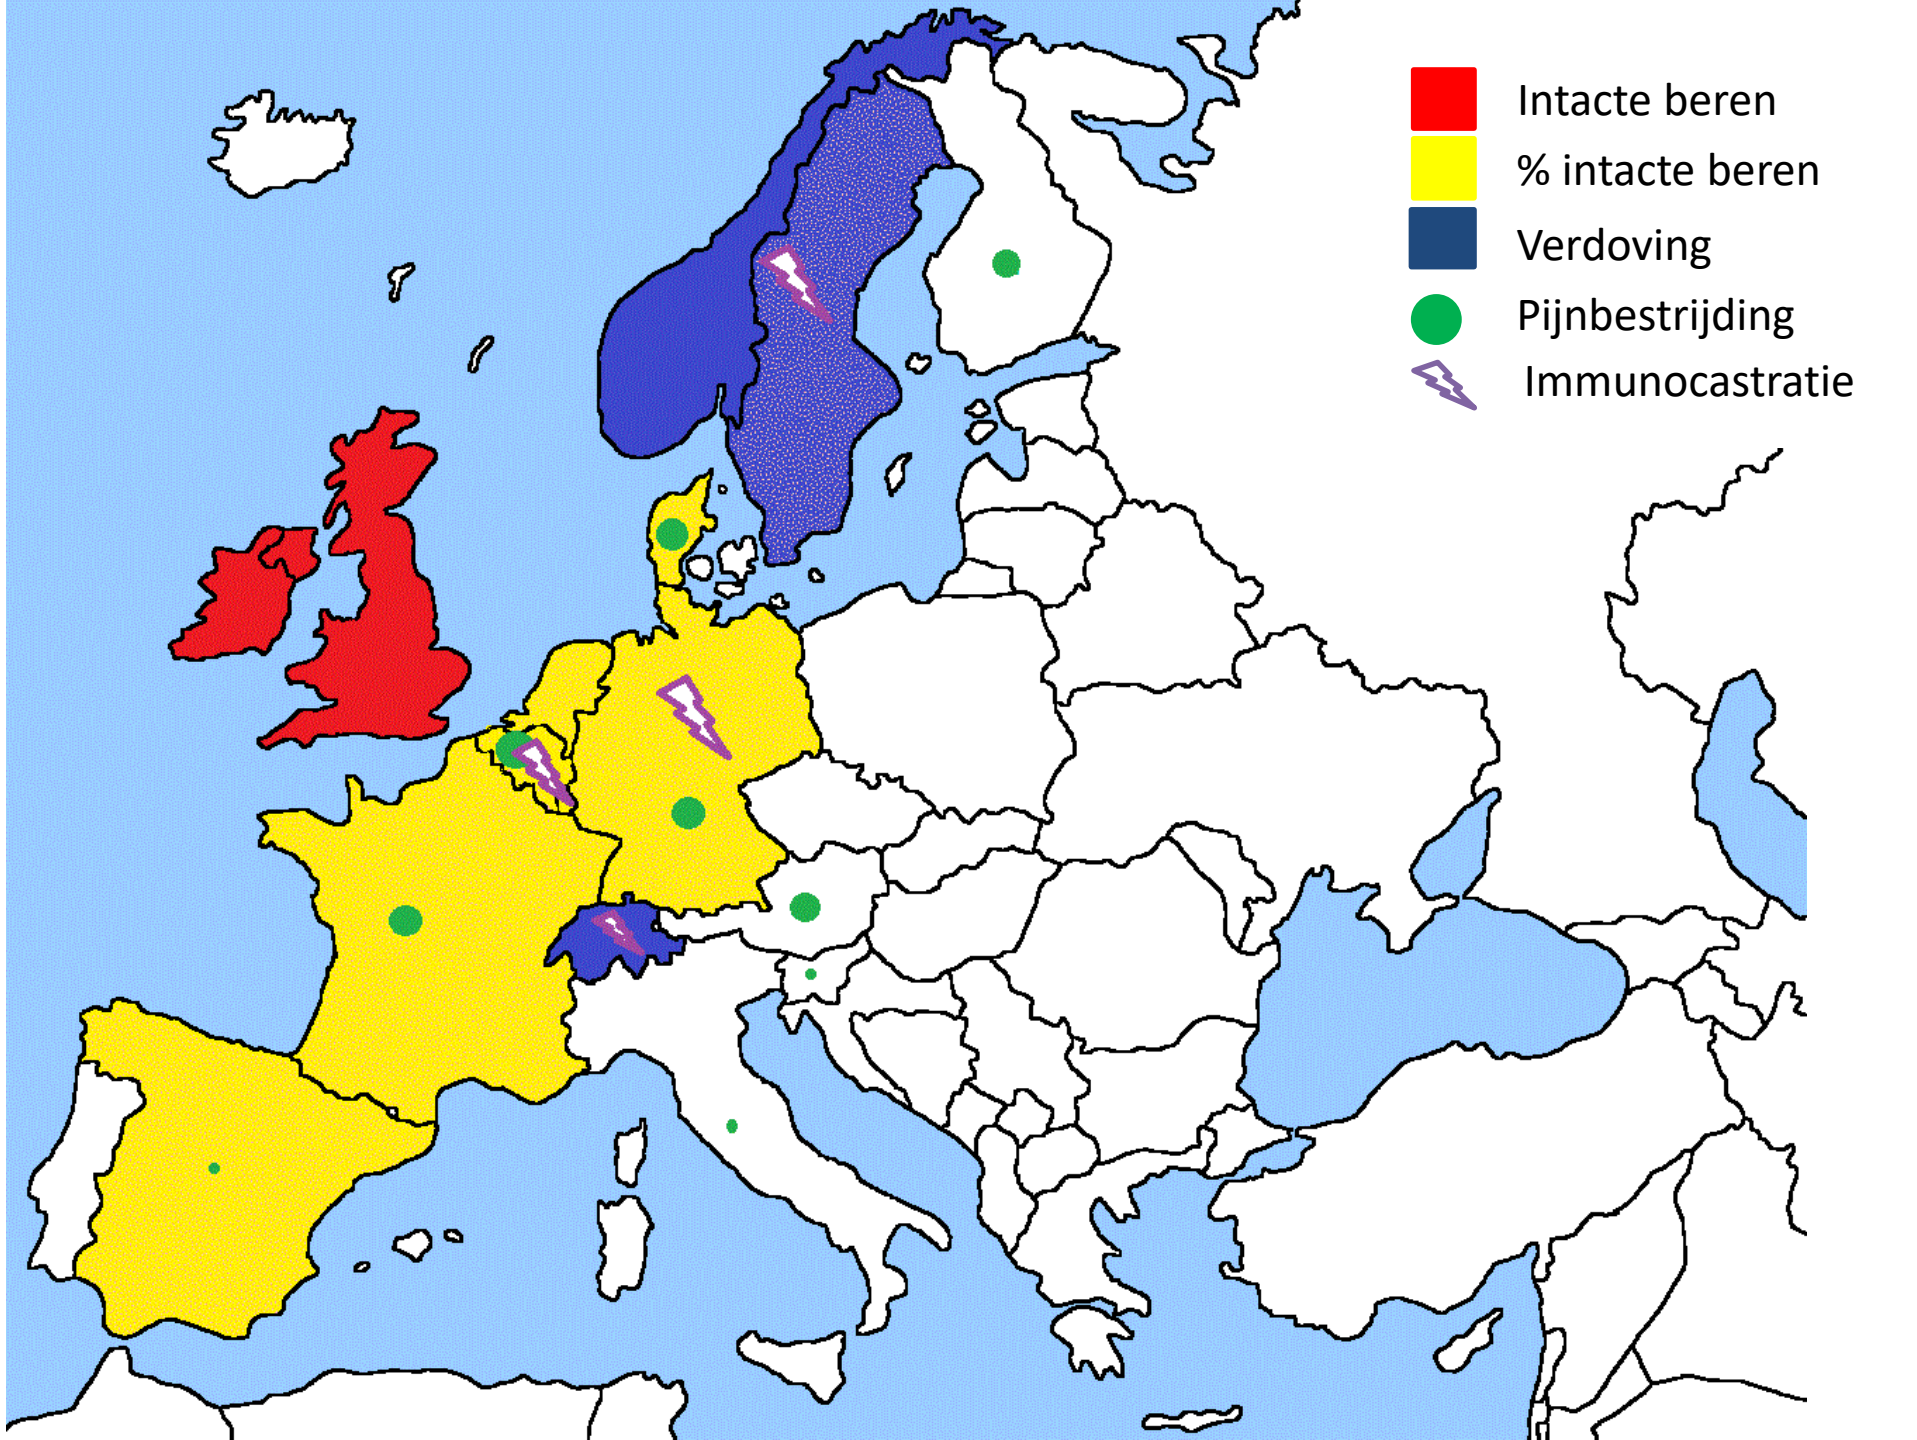 Intacte beren
% intacte beren
Verdoving
Pijnbestrijding
Immunocastratie